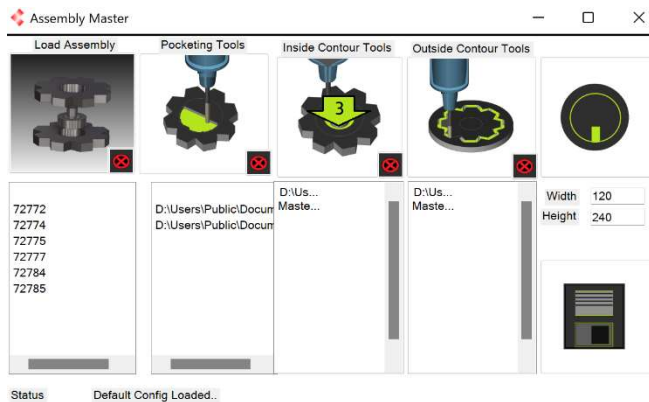 Assembly Master
Load Assembly
Pocketing Tools
Inside Contour Tools
Outside Contour Tools
3
72772
72774
72775
72777
72784
72785
D:\Users\Public\Docum
D:\Users\Public\Docum
D:\Us...
Maste...
D:\Us...
Maste...
Width 120
Height 240
Status Default Config Loaded..